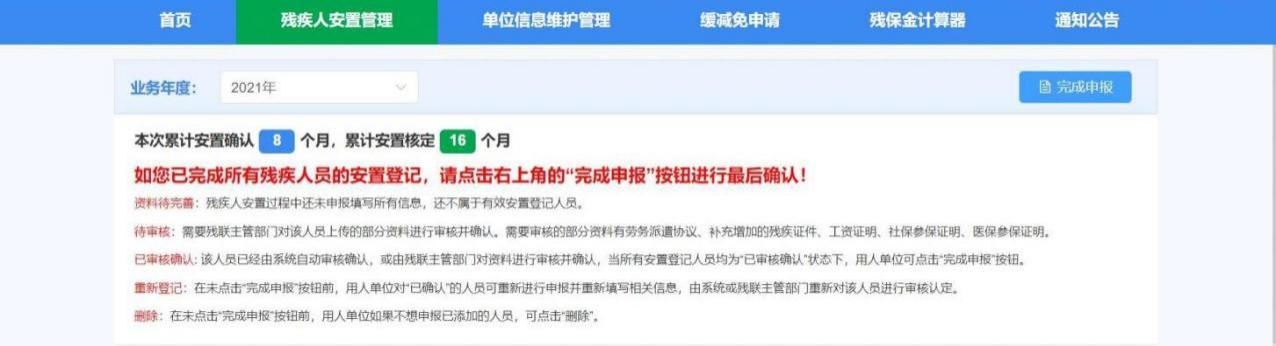 首页 残疾人安置管理 单位信息维护管理 缓减免申请 残保金计算器 通知公告
业务年度： 2021年 完成申报
本次累计安置确认 8 个月，累计安置核定 16 个月
如您已完成所有残疾人员的安置登记，请点击右上角的“完成申报”按钮进行最后确认！
资料待完善：残疾人安置过程中还未申报填写所有信息，还不属于有效安置登记人员。
待审核：需要残联主管部门对该人员上传的部分资料进行审核并确认。需要审核的部分资料有劳务派遣协议、补充增加的残疾证件、工资证明、社保参保证明、医保参保证明。
已审核确认：该人员已经由系统自动审核确认，或由残联主管部门对资料进行审核并确认，当所有安置登记人员均为“已审核确认”状态下，用人单位可点击“完成申报”按钮。
重新登记：在未点击“完成申报”按钮前，用人单位对“已确认”的人员可重新进行申报并重新填写相关信息，由系统或残联主管部门重新对该人员进行审核认定。
删除：在未点击“完成申报”按钮前，用人单位如果不想申报已添加的人员，可点击“删除”。